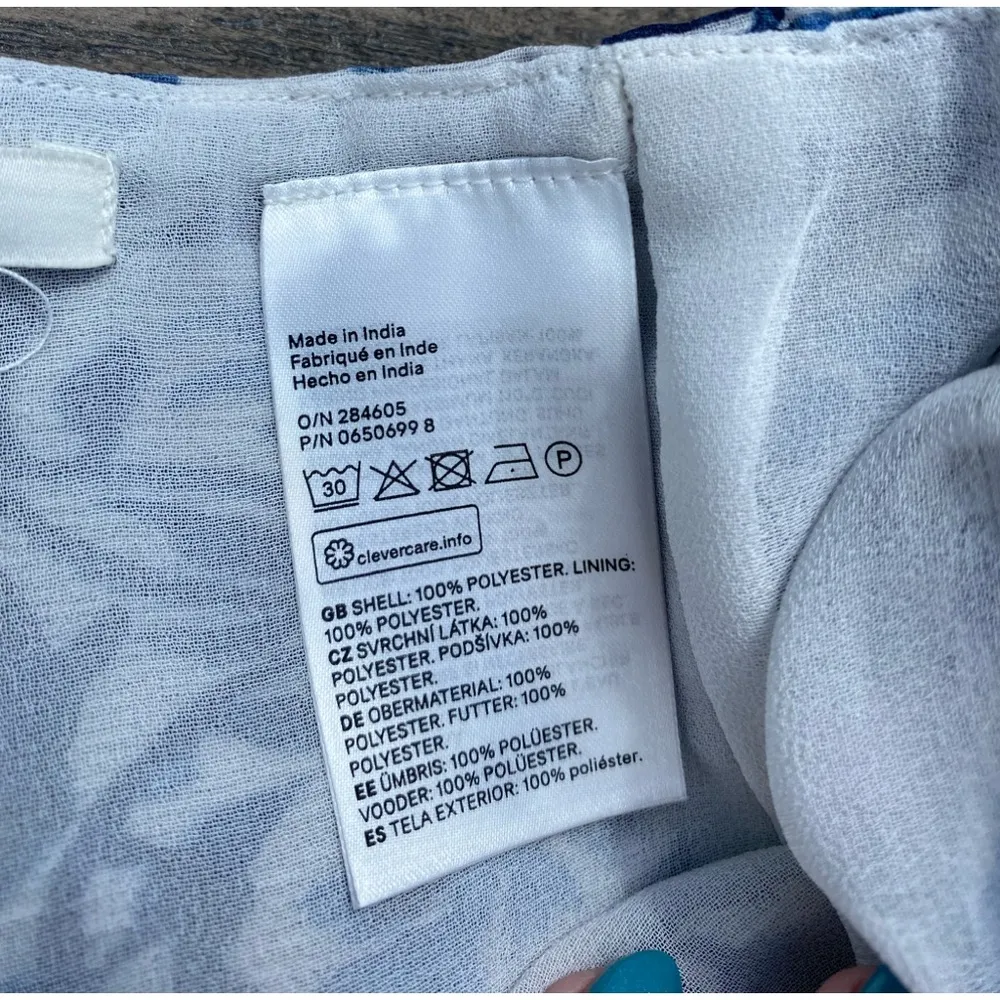 Made in India
Fabriqué en Inde
Hecho en India
O/N 284605
P/N 0650699 8
30 P
clevercare.info
GB SHELL: 100% POLYESTER. LINING:
100% POLYESTER.
CZ SVRCHNÍ LÁTKA: 100%
POLYESTER. PODŠÍVKA: 100%
POLYESTER.
DE OBERMATERIAL: 100%
POLYESTER. FUTTER: 100%
POLYESTER.
EE ÜMBRIS: 100% POLÜESTER.
VOODER: 100% POLÜESTER.
ES TELA EXTERIOR: 100% poliéster.